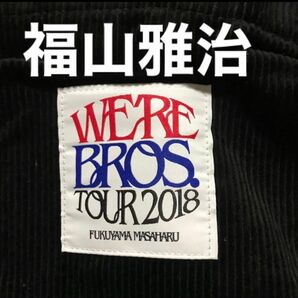 福山雅治
WE'RE
BROS.
TOUR 2018
FUKUYAMA MASAHARU